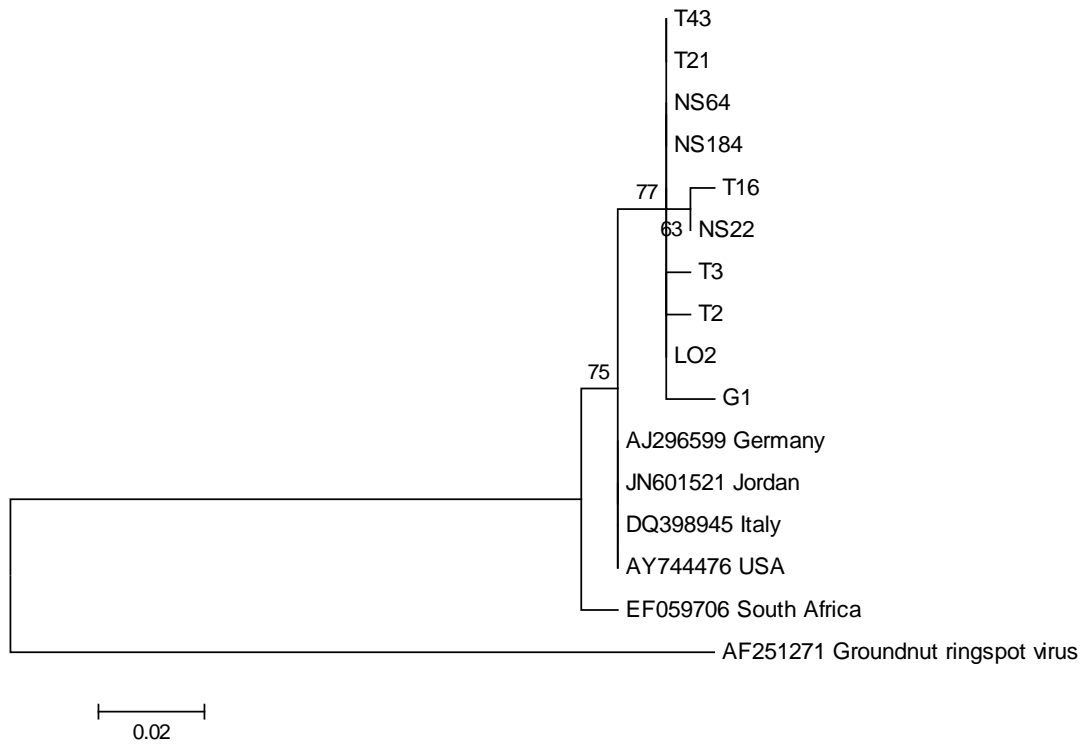 T43
T21
NS64
NS184
77
T16
63
NS22
T3
T2
LO2
75
G1
AJ296599 Germany
JN601521 Jordan
DQ398945 Italy
AY744476 USA
EF059706 South Africa
AF251271 Groundnut ringspot virus
0.02